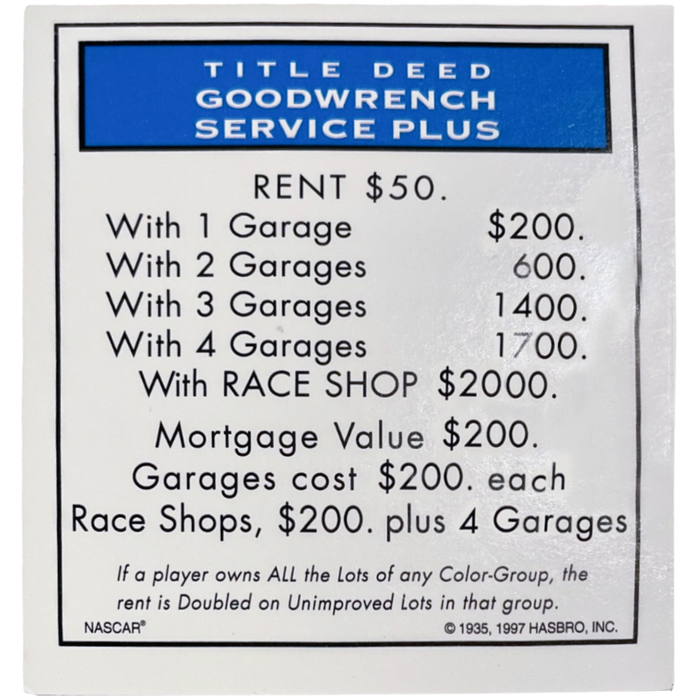 TITLE DEED
GOODWRENCH
SERVICE PLUS
RENT $50.
With 1 Garage $200.
With 2 Garages 600.
With 3 Garages 1400.
With 4 Garages 1700.
With RACE SHOP $2000.
Mortgage Value $200.
Garages cost $200. each
Race Shops, $200. plus 4 Garages
If a player owns ALL the Lots of any Color-Group, the
rent is Doubled on Unimproved Lots in that group.
NASCAR® © 1935, 1997 HASBRO, INC.